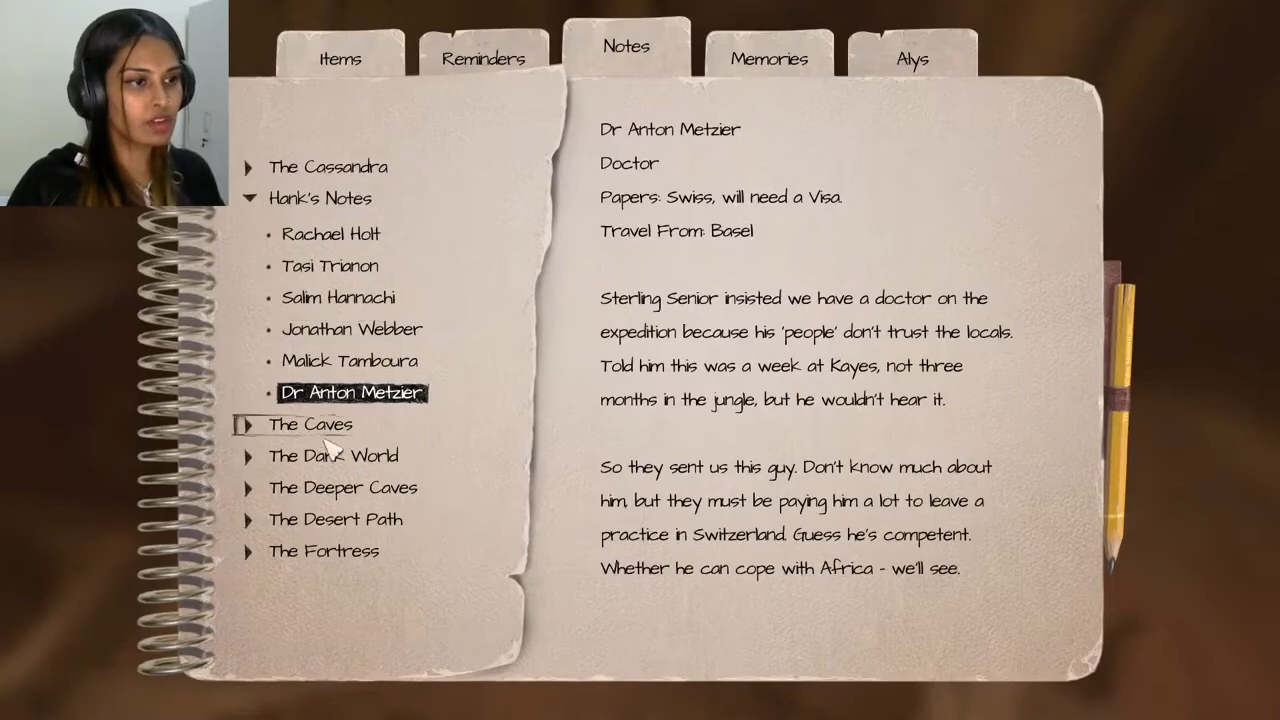 Items
Reminders
Notes
Memories
Alys
The Cassandra
Hank's Notes
Rachael Holt
Tasi Trianon
Salim Hannachi
Jonathan Webber
Malick Tamboura
Dr Anton Metzier
The Caves
The Dark World
The Deeper Caves
The Desert Path
The Fortress
Dr Anton Metzier
Doctor
Papers: Swiss, will need a Visa.
Travel From: Basel
Sterling Senior insisted we have a doctor on the
expedition because his 'people' don't trust the locals.
Told him this was a week at Kayes, not three
months in the jungle, but he wouldn't hear it.
So they sent us this guy. Don't know much about
him, but they must be paying him a lot to leave a
practice in Switzerland. Guess he's competent.
Whether he can cope with Africa - we'll see.